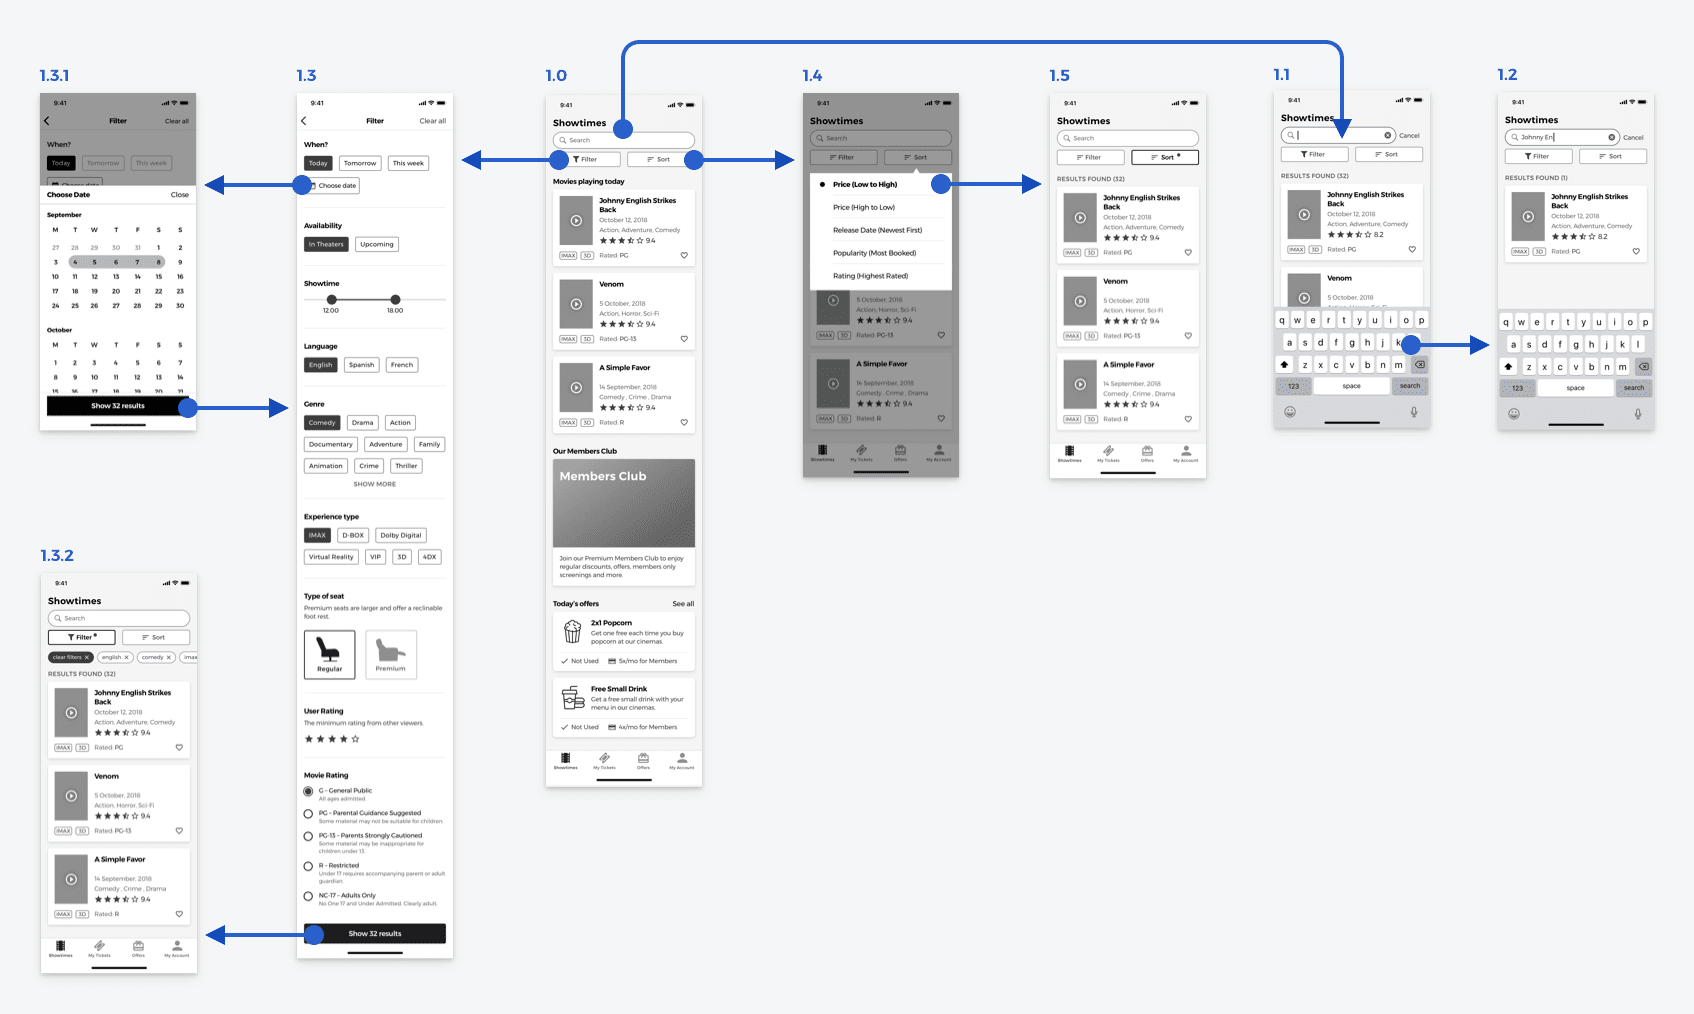 1.3.1
9:41
Filter
Clear all
When?
Today
Tomorrow
This week
Choose date
Choose Date
Close
September
M T W T F S S
27 28 29 30 31 1 2
3 4 5 6 7 8 9
10 11 12 13 14 15 16
17 18 19 20 21 22 23
24 25 26 27 28 29 30
October
M T W T F S S
1 2 3 4 5 6 7
8 9 10 11 12 13 14
15 16 17 18 19 20 21
Show 32 results
1.3
9:41
Filter
Clear all
When?
Today
Tomorrow
This week
Choose date
Availability
In Theaters
Upcoming
Showtime
12.00
18.00
Language
English
Spanish
French
Genre
Comedy
Drama
Action
Documentary
Adventure
Family
Animation
Crime
Thriller
SHOW MORE
Experience type
IMAX
D-BOX
Dolby Digital
Virtual Reality
VIP
3D
4DX
Type of seat
Premium seats are larger and offer a reclinable
foot rest.
Regular
Premium
User Rating
The minimum rating from other viewers.
Movie Rating
G – General Public
All ages admitted.
PG – Parental Guidance Suggested
Some material may not be suitable for children.
PG-13 – Parents Strongly Cautioned
Some material may be inappropriate for
children under 13.
R – Restricted
Under 17 requires accompanying parent or adult
guardian.
NC-17 – Adults Only
No One 17 and Under Admitted. Clearly adult.
Show 32 results
1.0
9:41
Showtimes
Search
Filter
Sort
Movies playing today
Johnny English Strikes
Back
October 12, 2018
Action, Adventure, Comedy
9.4
IMAX 3D Rated: PG
Venom
5 October, 2018
Action, Horror, Sci-Fi
9.4
IMAX 3D Rated: PG-13
A Simple Favor
14 September, 2018
Comedy , Crime , Drama
9.4
IMAX 3D Rated: R
Our Members Club
Members Club
Join our Premium Members Club to enjoy
regular discounts, offers, members only
screenings and more.
Today's offers
See all
2x1 Popcorn
Get one free each time you buy
popcorn at our cinemas.
Not Used
5x/mo for Members
Free Small Drink
Get a free small drink with your
menu in our cinemas.
Not Used
4x/mo for Members
Showtimes
My Tickets
Offers
My Account
1.4
9:41
Showtimes
Search
Filter
Sort
Price (Low to High)
Price (High to Low)
Release Date (Newest First)
Popularity (Most Booked)
Rating (Highest Rated)
5 October, 2018
Action, Horror, Sci-Fi
9.4
IMAX 3D Rated: PG-13
A Simple Favor
14 September, 2018
Comedy , Crime , Drama
9.4
IMAX 3D Rated: R
Showtimes
My Tickets
Offers
My Account
1.5
9:41
Showtimes
Search
Filter
Sort
RESULTS FOUND (32)
Johnny English Strikes
Back
October 12, 2018
Action, Adventure, Comedy
9.4
IMAX 3D Rated: PG
Venom
5 October, 2018
Action, Horror, Sci-Fi
9.4
IMAX 3D Rated: PG-13
A Simple Favor
14 September, 2018
Comedy , Crime , Drama
9.4
IMAX 3D Rated: R
Showtimes
My Tickets
Offers
My Account
1.1
9:41
Showtimes
Cancel
Filter
Sort
RESULTS FOUND (32)
Johnny English Strikes
Back
October 12, 2018
Action, Adventure, Comedy
8.2
IMAX 3D Rated: PG
Venom
5 October, 2018
q w e r t y u i o p
a s d f g h j k
z x c v b n m
123 space search
1.2
9:41
Showtimes
Johnny En
Cancel
Filter
Sort
RESULTS FOUND (1)
Johnny English Strikes
Back
October 12, 2018
Action, Adventure, Comedy
8.2
IMAX 3D Rated: PG
q w e r t y u i o p
a s d f g h j k l
z x c v b n m
123 space search
1.3.2
9:41
Showtimes
Search
Filter
Sort
clear filters
english
comedy
imax
RESULTS FOUND (32)
Johnny English Strikes
Back
October 12, 2018
Action, Adventure, Comedy
9.4
IMAX 3D Rated: PG
Venom
5 October, 2018
Action, Horror, Sci-Fi
9.4
IMAX 3D Rated: PG-13
A Simple Favor
14 September, 2018
Comedy , Crime , Drama
9.4
IMAX 3D Rated: R
Showtimes
My Tickets
Offers
My Account